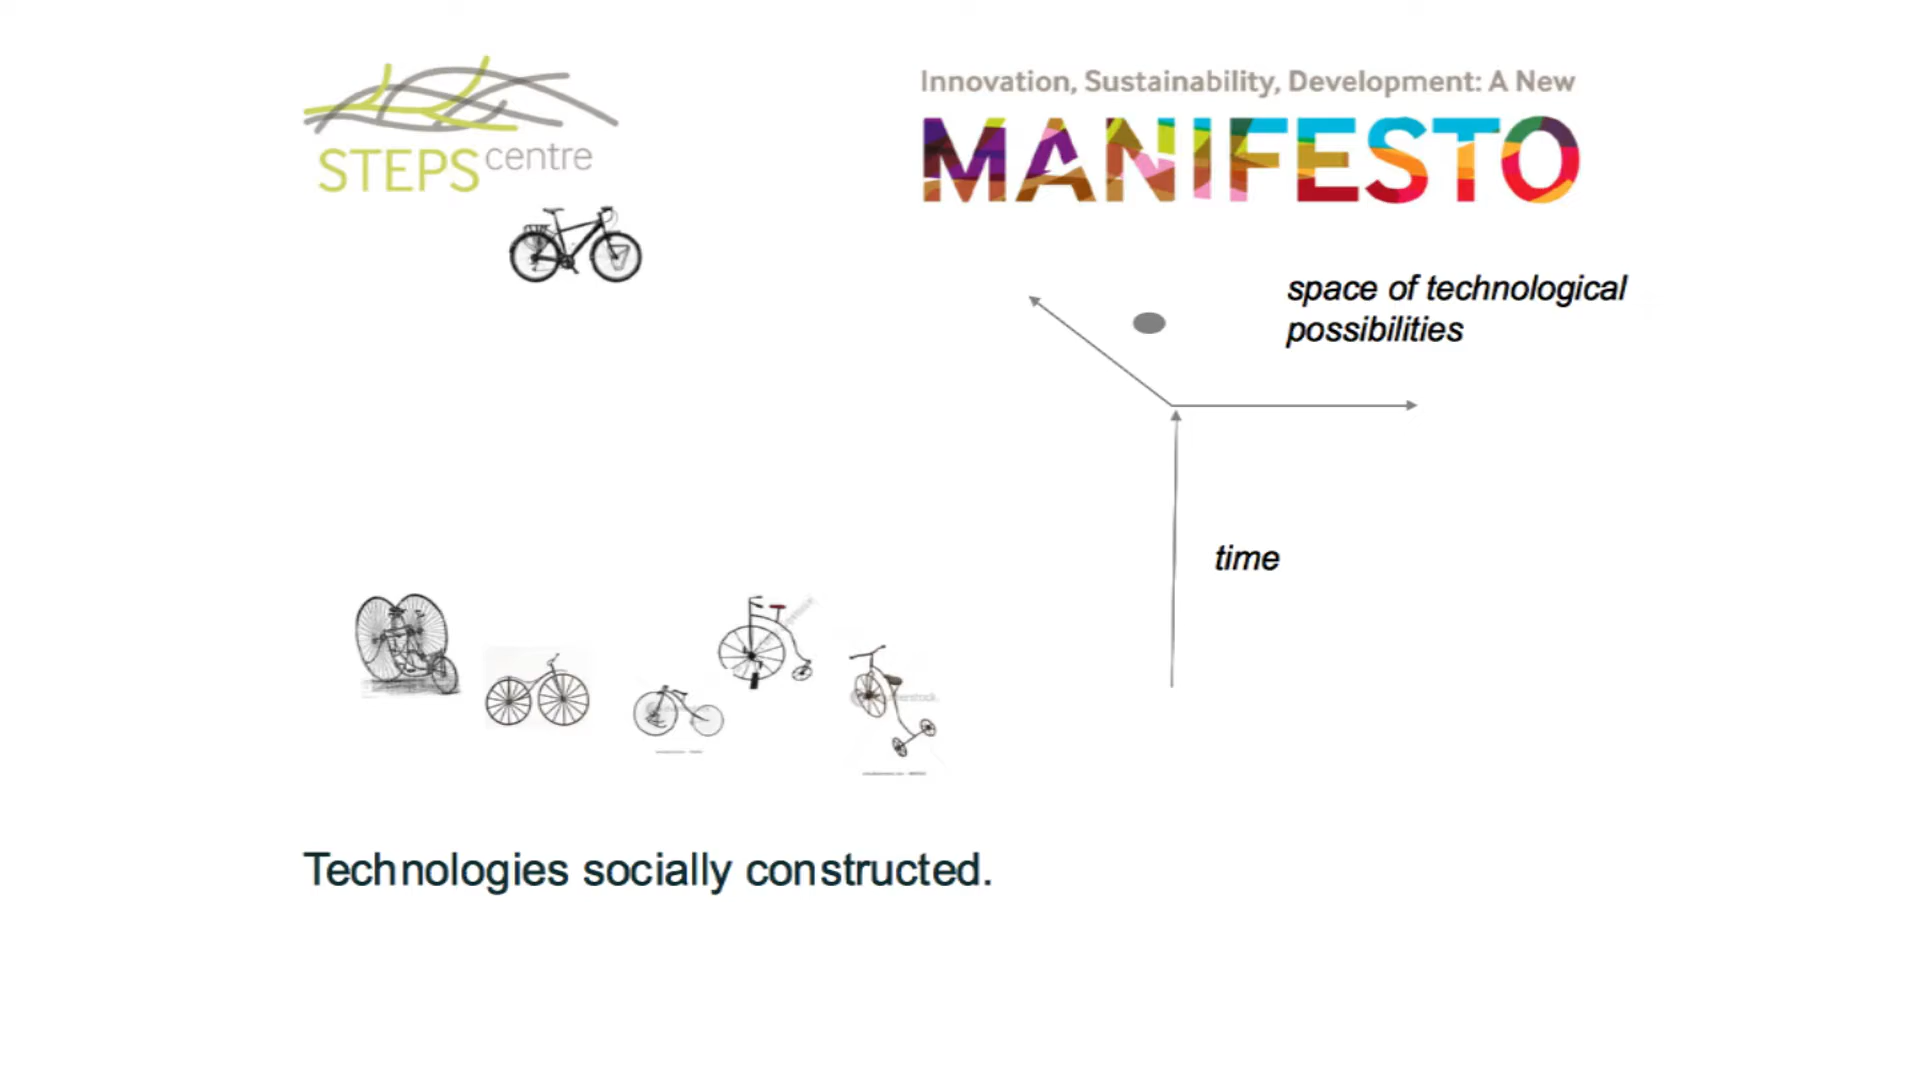 STEPS centre
Innovation, Sustainability, Development: A New
MANIFESTO
space of technological
possibilities
time
Technologies socially constructed.